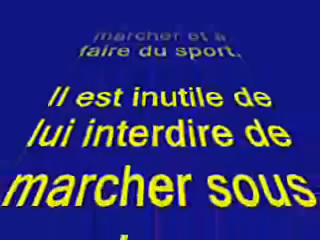 marcher et à
faire du sport.
Il est inutile de
lui interdire de
marcher sous